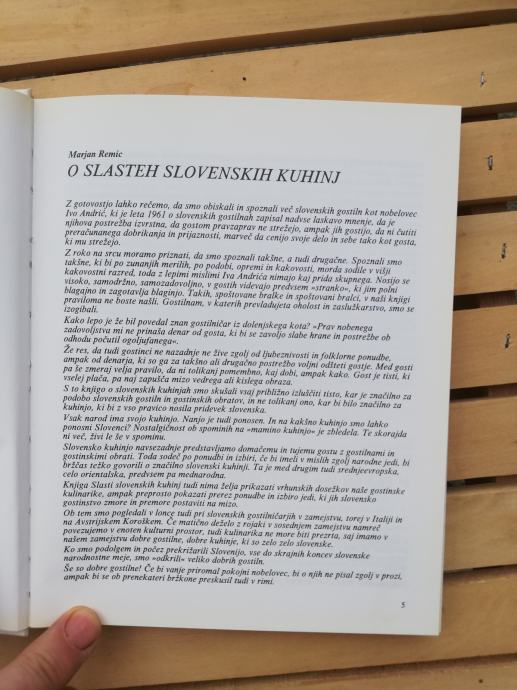 Marjan Remic
O SLASTEH SLOVENSKIH KUHINJ
Z gotovostjo lahko rečemo, da smo obiskali in spoznali več slovenskih gostiln kot nobelovec
Ivo Andrić, ki je leta 1961 o slovenskih gostilnah zapisal nadvse laskavo mnenje, da je
njihova postrežba izvrstna, da gostom pravzaprav ne strežejo, ampak jih gostijo, da ni čutiti
preračunanega dobrikanja in prijaznosti, marveč da cenijo svoje delo in sebe tako kot gosta,
ki mu strežejo.
Z roko na srcu moramo priznati, da smo spoznali takšne, a tudi drugačne. Spoznali smo
takšne, ki bi po zunanjih merilih, po podobi, opremi in kakovosti, morda sodile v višji
kakovostni razred, toda z lepimi mislimi Iva Andrića nimajo kaj prida skupnega. Nosijo se
visoko, samodržno, samozadovoljno, v gostih videvajo predvsem »stranko«, ki jim polni
blagajno in zagotavlja blaginjo. Takih, spoštovane bralke in spoštovani bralci, v naši knjigi
praviloma ne boste našli. Gostilnam, v katerih prevladujeta oholost in zaslužkarstvo, smo se
izogibali.
Kako lepo je že bil povedal znan gostilničar iz dolenjskega kota? »Prav nobenega
zadovoljstva mi ne prinaša denar od gosta, ki bi se zavoljo slabe hrane in postrežbe ob
odhodu počutil ogoljufanega«.
Že res, da tudi gostinci ne nazadnje ne žive zgolj od ljubeznivosti in folklorne ponudbe,
ampak od denarja, ki so ga za takšno ali drugačno postrežbo voljni odšteti gostje. Med gosti
pa še zmeraj velja pravilo, da ni tolikanj pomembno, kaj dobi, ampak kako. Gost je tisti, ki
vselej plača, pa naj zapušča mizo vedrega ali kislega obraza.
S to knjigo o slovenskih kuhinjah smo skušali vsaj približno izluščiti tisto, kar je značilno za
podobo slovenskih gostiln in gostinskih obratov, in ne tolikanj ono, kar bi bilo značilno za
kuhinjo, ki bi z vso pravico nosila pridevek slovenska.
Vsak narod ima svojo kuhinjo. Nanjo je tudi ponosen. In na kakšno kuhinjo smo lahko
ponosni Slovenci? Nostalgičnost ob spominih na »mamino kuhinjo« je zbledela. Te skorajda
ni več, živi le še v spominu.
Slovensko kuhinjo navsezadnje predstavljamo domačemu in tujemu gostu z gostilnami in
gostinskimi obrati. Toda sodeč po ponudbi in izbiri, če bi imeli v mislih zgolj narodne jedi, bi
brčžas težko govorili o značilno slovenski kuhinji. Ta je med drugim tudi srednjeevropska,
celo orientalska, predvsem pa mednarodna.
Knjiga Slasti slovenskih kuhinj tudi nima želja prikazati vrhunskih dosežkov naše gostinske
kulinarike, ampak preprosto pokazati prerez ponudbe in izbiro jedi, ki jih slovensko
gostinstvo zmore in premore postaviti na mizo.
Ob tem smo pogledali v lonce tudi pri slovenskih gostilničarjih v zamejstvu, torej v Italiji in
na Avstrijskem Koroškem. Če matično deželo z rojaki v sosednjem zamejstvu namreč
povezujemo v enoten kulturni prostor, tudi kulinarika ne more biti prezrta, saj imamo v
našem zamejstvu dobre gostilne, dobre kuhinje, ki so zelo zelo slovenske.
Ko smo podolgem in počez prekrižarili Slovenijo, vse do skrajnih koncev slovenske
narodnostne meje, smo »odkrili« veliko dobrih gostiln.
Še so dobre gostilne! Če bi vanje priromal pokojni nobelovec, bi o njih ne pisal zgolj v prozi,
ampak bi se ob prenekateri bržkone preskusil tudi v rimi.
5